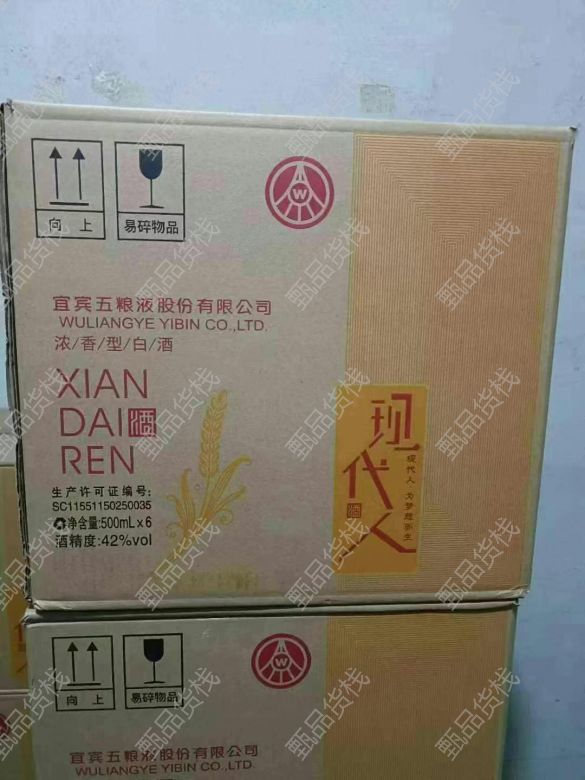 向上
易碎物品
W
宜宾五粮液股份有限公司
WULIANGYE YIBIN CO.,LTD.
浓/香/型/白/酒
XIAN
DAI 酒
REN
生产许可证编号:
SC11551150250035
净含量:500mL x 6
酒精度:42%vol
现代人
酒
现代人 为梦
向上
易碎物品
W
宜宾五粮液股份有限公司
WULIANGYE YIBIN CO.,LTD.
甄品货栈